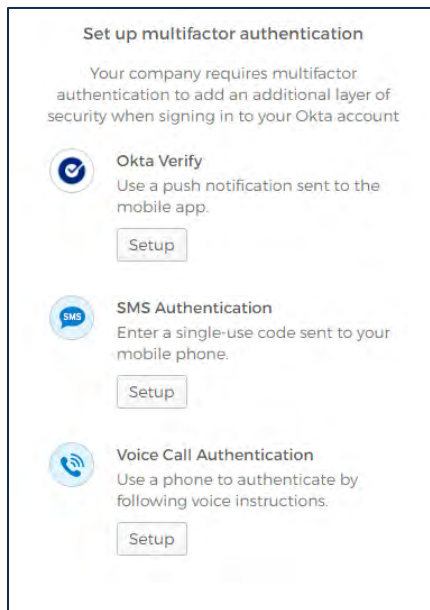 Set up multifactor authentication
Your company requires multifactor
authentication to add an additional layer of
security when signing in to your Okta account
Okta Verify
Use a push notification sent to the
mobile app.
Setup
SMS
SMS Authentication
Enter a single-use code sent to your
mobile phone.
Setup
Voice Call Authentication
Use a phone to authenticate by
following voice instructions.
Setup